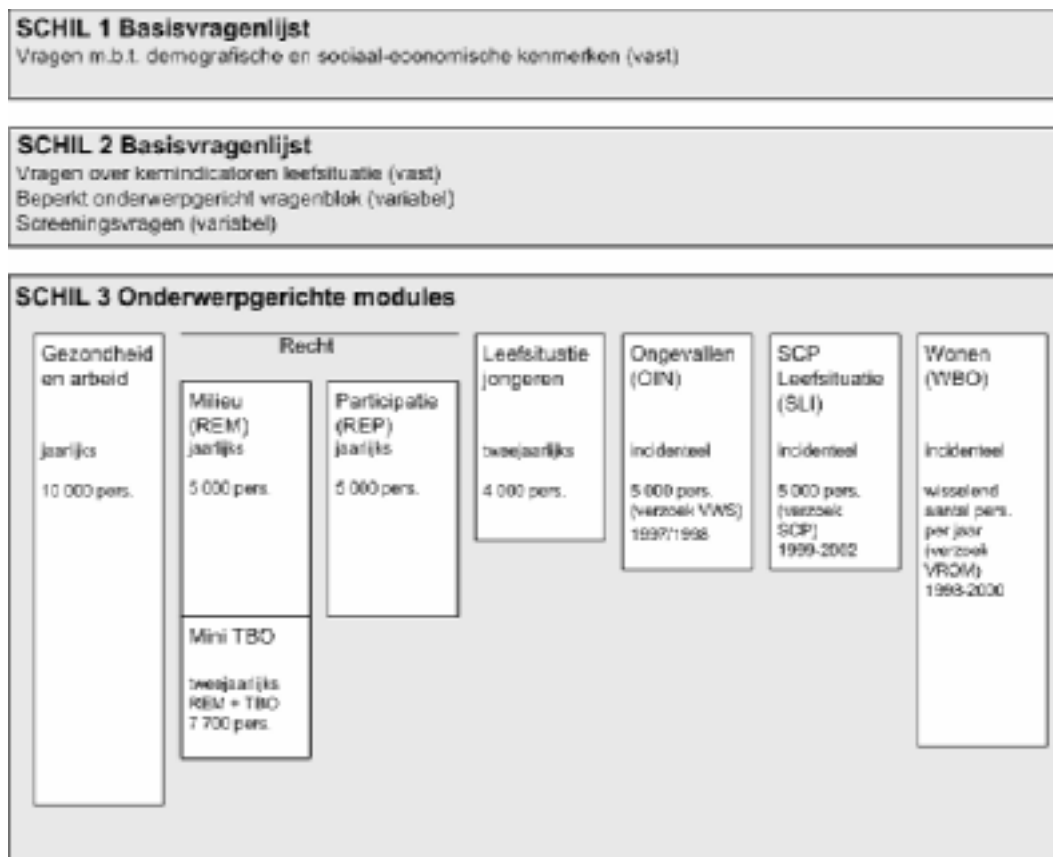 SCHIL 1 Basisvragenlijst
Vragen m.b.t. demografische en sociaal-economische kenmerken (vast)
SCHIL 2 Basisvragenlijst
Vragen over kernindicatoren leefsituatie (vast)
Beperkt onderwerpgericht vragenblok (variabel)
Screeningsvragen (variabel)
SCHIL 3 Onderwerpgerichte modules
Gezondheid
en arbeid
jaarlijks
10 000 pers.
Recht
Milieu
(REM)
jaarlijks
5 000 pers.
Mini TBO
tweejaarlijks
REM + TBO
7 700 pers.
Participatie
(REP)
jaarlijks
5 000 pers.
Leefsituatie
jongeren
tweejaarlijks
4 000 pers.
Ongevallen
(OIN)
incidenteel
5 000 pers.
(verzoek VWS)
1997/1998
SCP
Leefsituatie
(SLI)
incidenteel
5 000 pers.
(verzoek
SCP)
1999-2002
Wonen
(WBO)
incidenteel
wisselend
aantal pers.
per jaar
(verzoek
VROM)
1998-2000